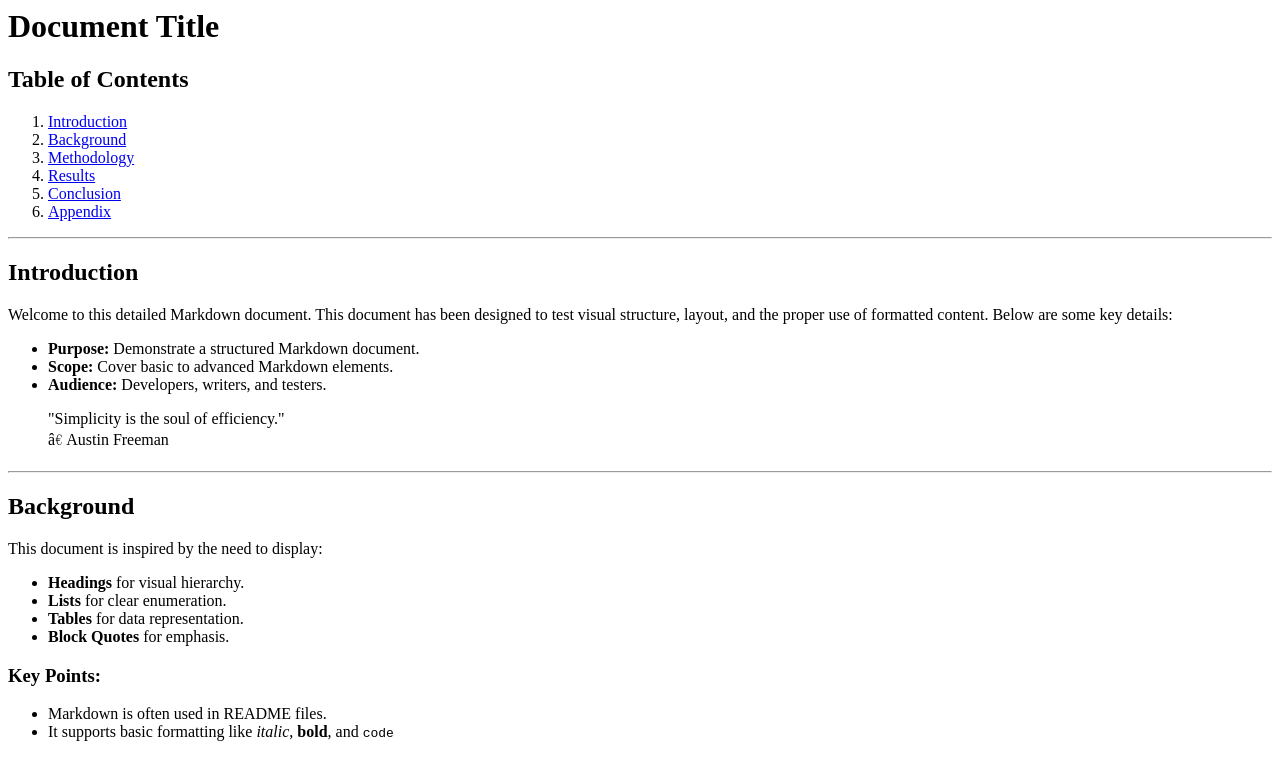 Document Title
Table of Contents
1. Introduction
2. Background
3. Methodology
4. Results
5. Conclusion
6. Appendix
Introduction
Welcome to this detailed Markdown document. This document has been designed to test visual structure, layout, and the proper use of formatted content. Below are some key details:
• Purpose: Demonstrate a structured Markdown document.
• Scope: Cover basic to advanced Markdown elements.
• Audience: Developers, writers, and testers.
"Simplicity is the soul of efficiency."
â€ Austin Freeman
Background
This document is inspired by the need to display:
• Headings for visual hierarchy.
• Lists for clear enumeration.
• Tables for data representation.
• Block Quotes for emphasis.
Key Points:
• Markdown is often used in README files.
• It supports basic formatting like italic, bold, and code